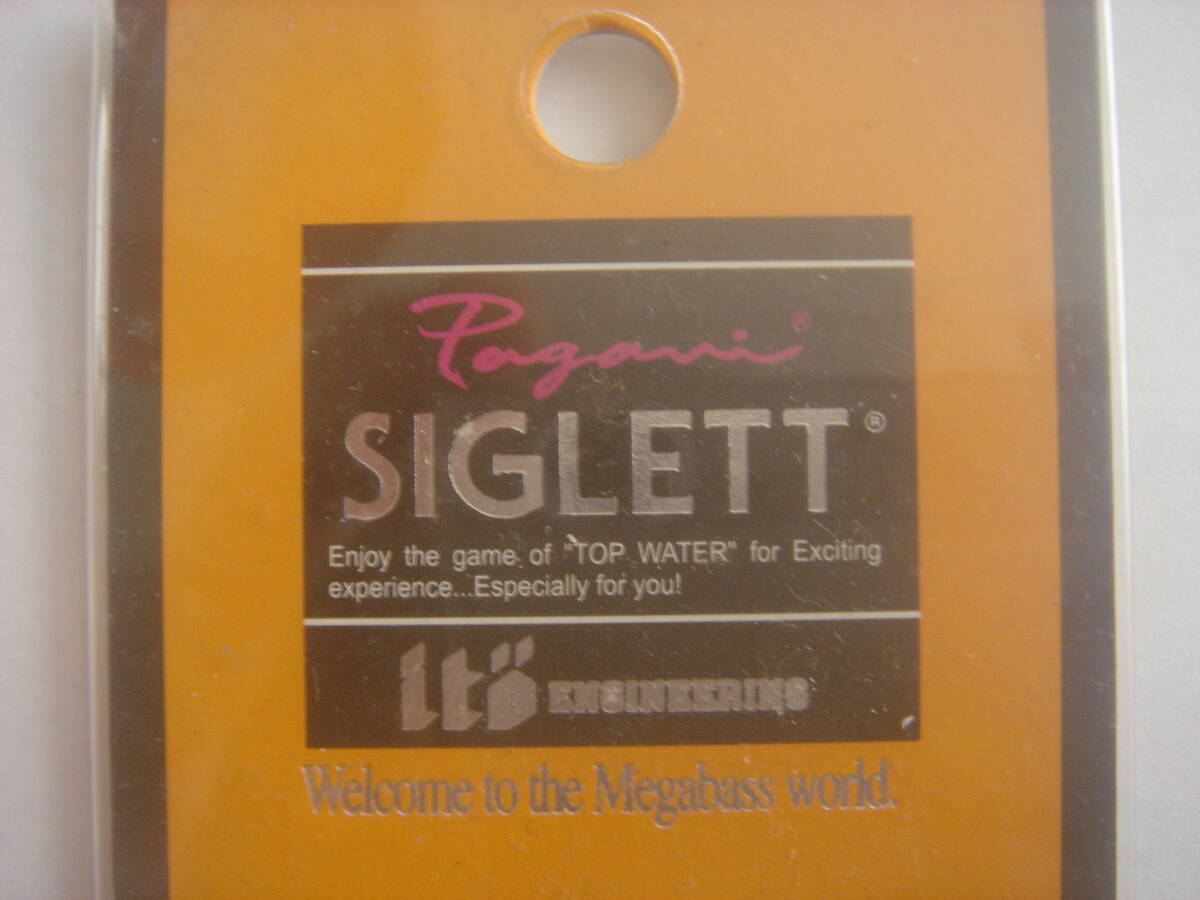 Pagani®
SIGLETT®
Enjoy the game of "TOP WATER" for Exciting
experience...Especially for you!
itö ENGINEERING
Welcome to the Megabass world.